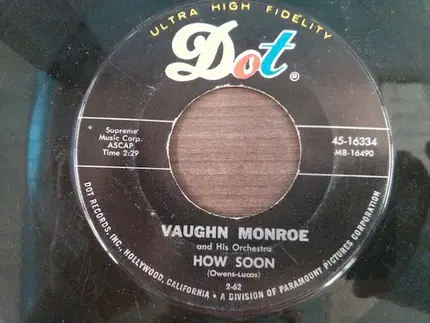 ULTRA HIGH FIDELITY
Dot®
Supreme
Music Corp.
ASCAP
Time 2:29
45-16334
MB-16490
VAUGHN MONROE
and His Orchestra
HOW SOON
(Owens-Lucas)
2-62
DOT RECORDS, INC., HOLLYWOOD, CALIFORNIA • A DIVISION OF PARAMOUNT PICTURES CORPORATION